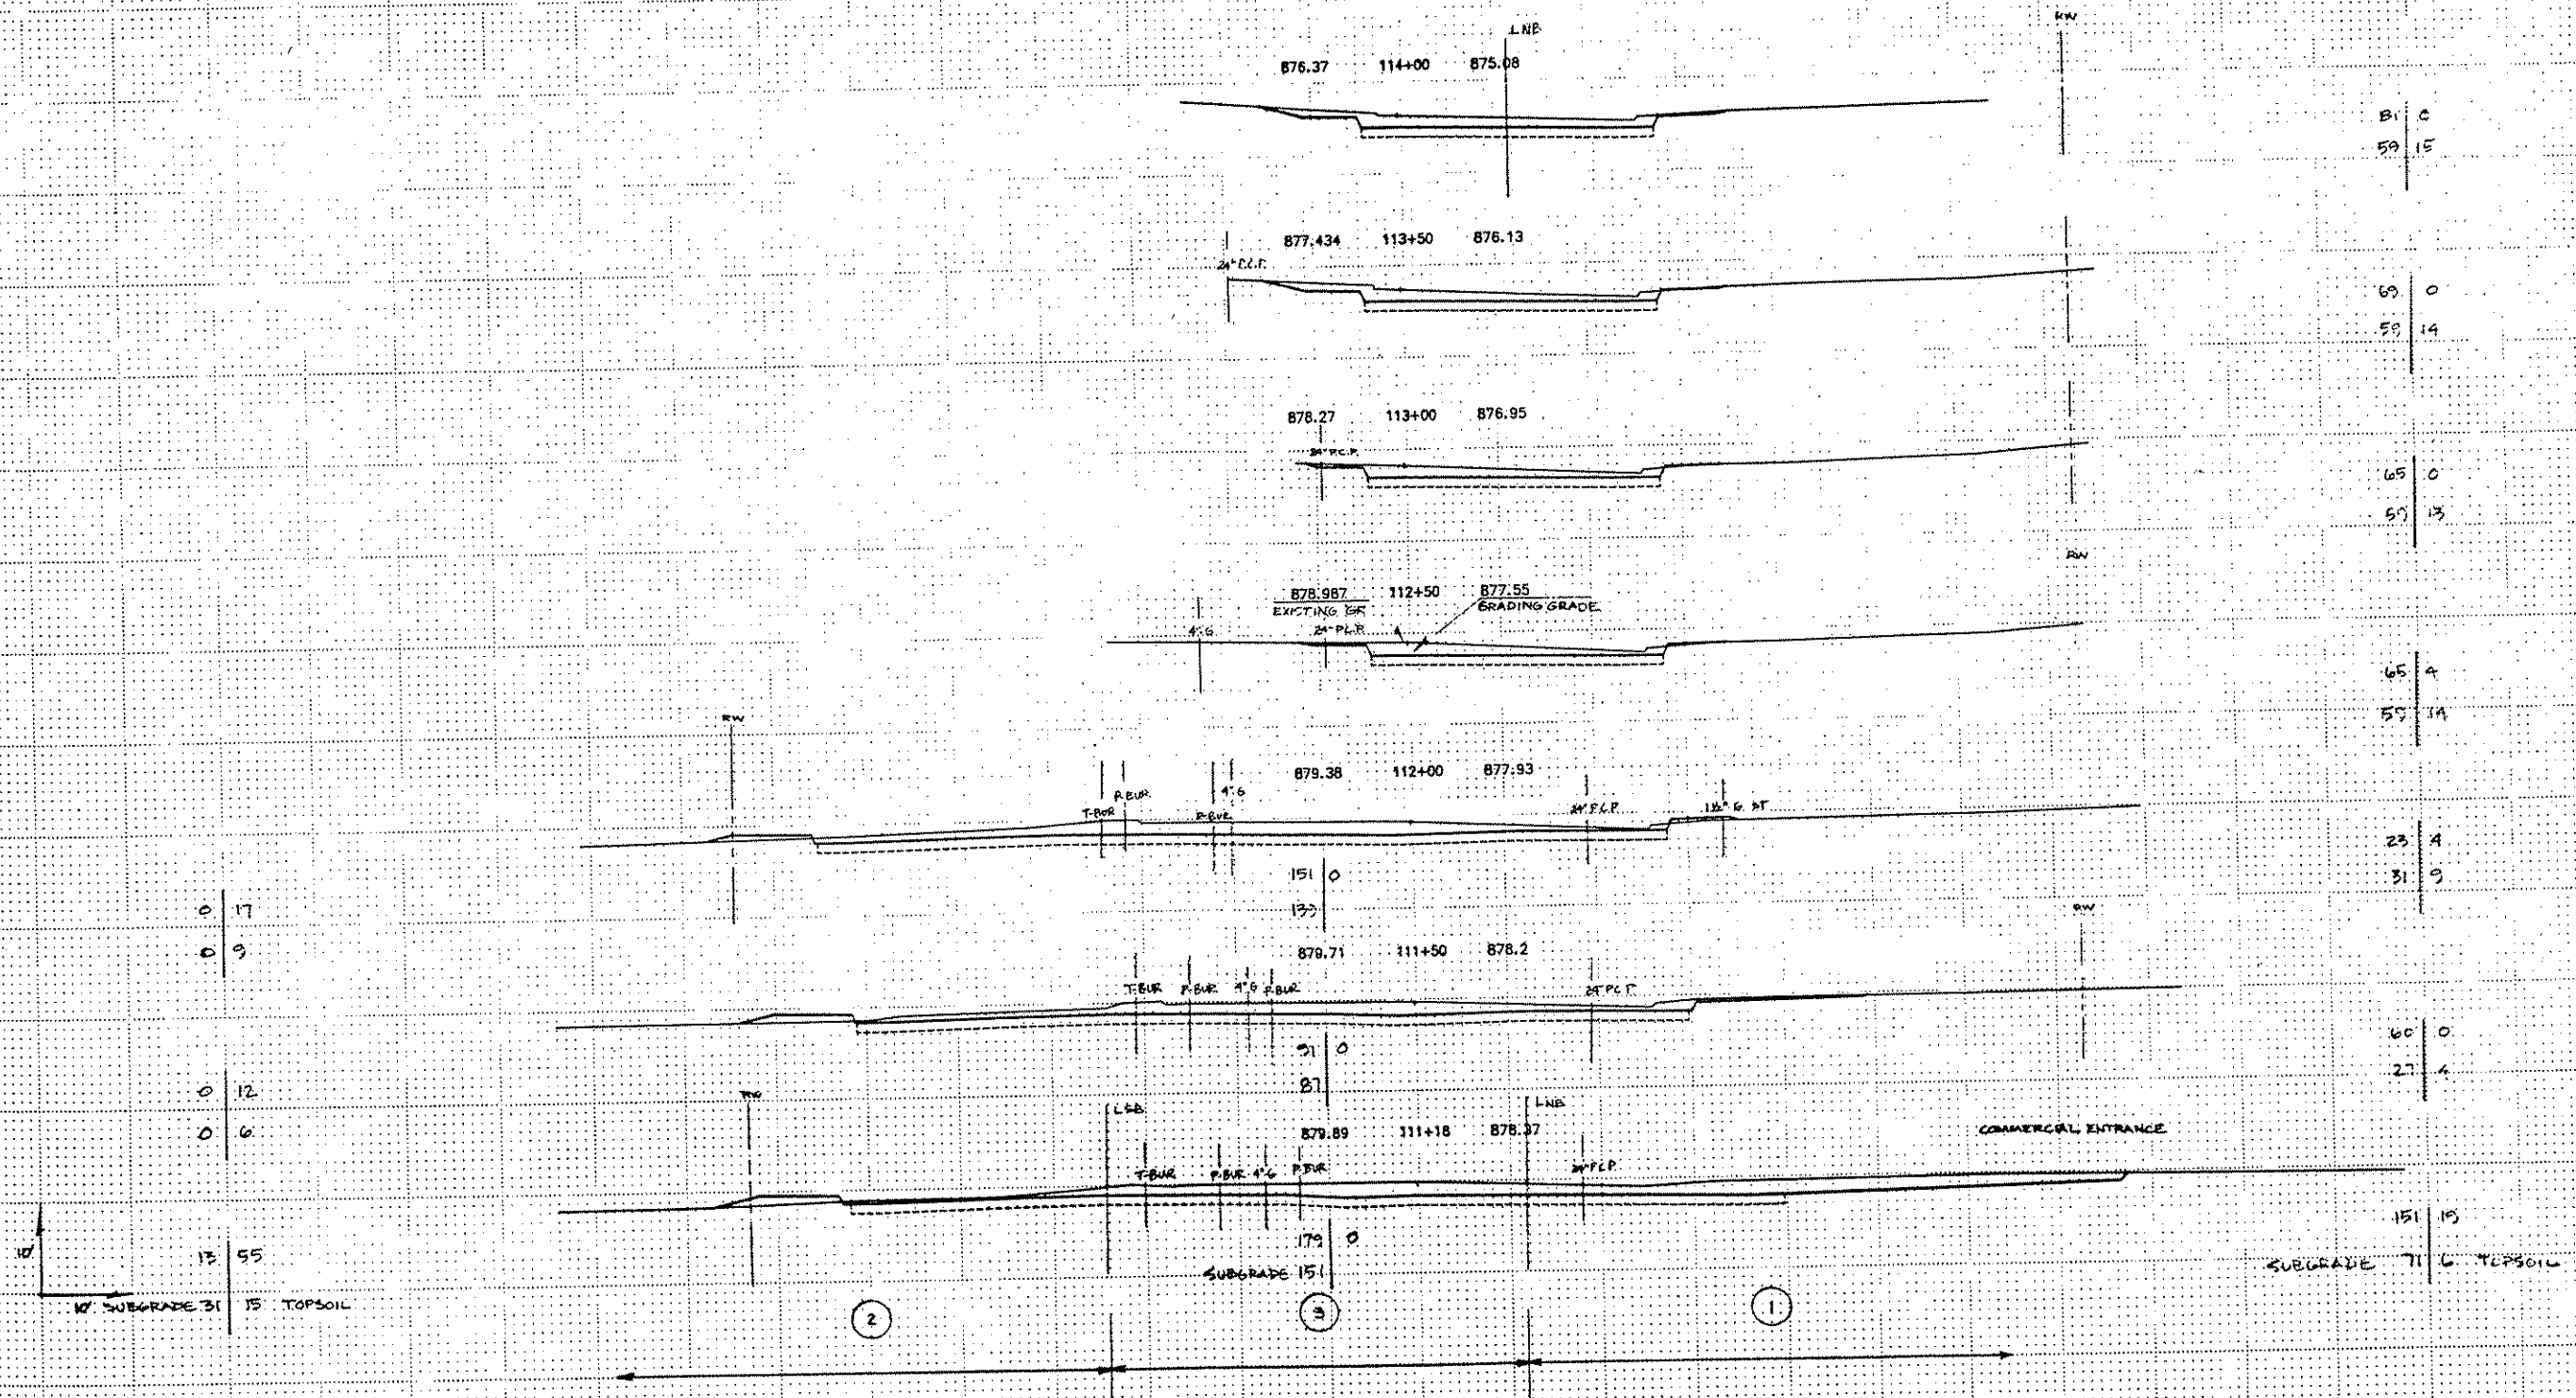 RW
LNB
876.37 114+00 875.08
81 0
59 15
877.434 113+50 876.13
24" P.C.P.
69 0
59 14
878.27 113+00 876.95
24" P.C.P.
65 0
59 13
RW
878.987 112+50 877.55
EXISTING GR GRADING GRADE
4" G 24" P.C.P.
65 4
59 14
RW
879.38 112+00 877.93
P.BUR 4" G
T-BUR P-BUR 24" P.C.P. 1½" G. ST
23 4
151 0
31 9
0 17
139
RW
0 9
879.71 111+50 878.2
T-BUR P-BUR 4" G P-BUR 24" P.C.P.
60 0
91 0
27 4
87
0 12
RW
LSB LNB
0 6
879.89 111+18 878.37
COMMERCIAL ENTRANCE
T-BUR P-BUR 4" G P-BUR 24" P.C.P.
151 19
179 0
10'
13 55
SUBGRADE 71 6 TOPSOIL
SUBGRADE 151
10' SUBGRADE 31 15 TOPSOIL
2 3 1